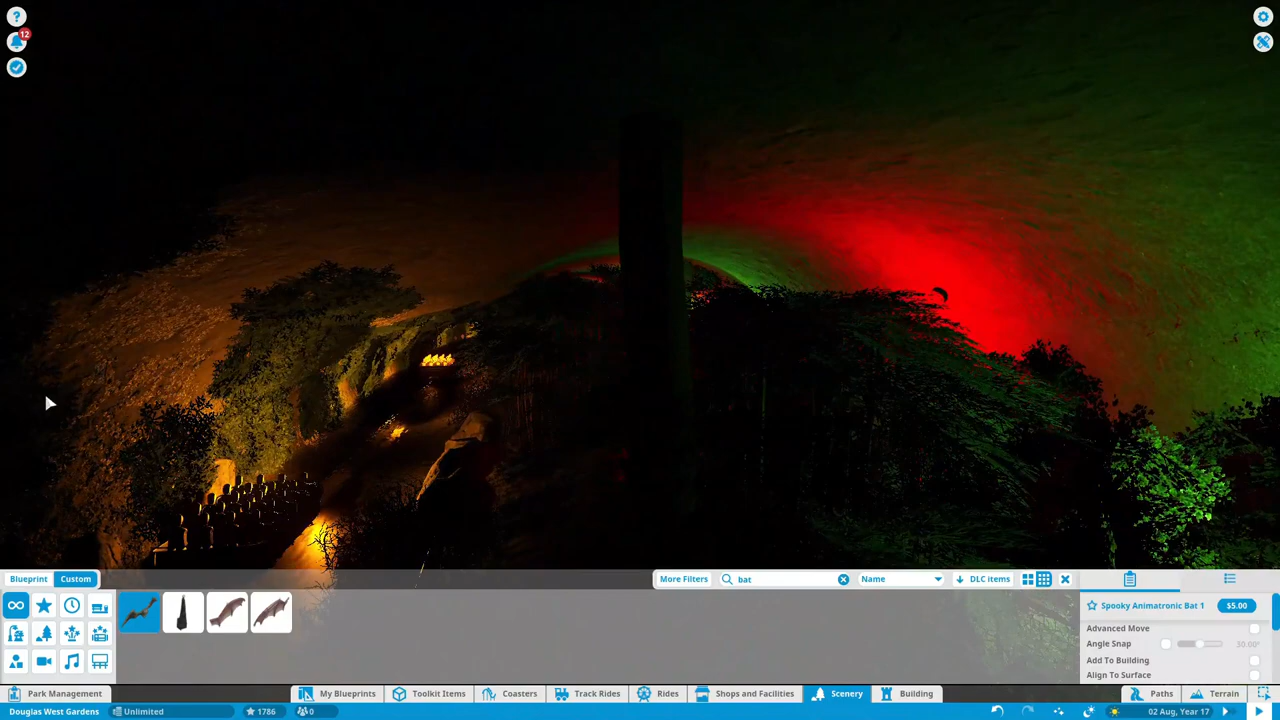 ?
12
Blueprint
Custom
More Filters
bat
Name
DLC items
Spooky Animatronic Bat 1
$5.00
Advanced Move
Angle Snap
30.00°
Add To Building
Align To Surface
Park Management
My Blueprints
Toolkit Items
Coasters
Track Rides
Rides
Shops and Facilities
Scenery
Building
Paths
Terrain
Douglas West Gardens
Unlimited
1786
0
02 Aug, Year 17